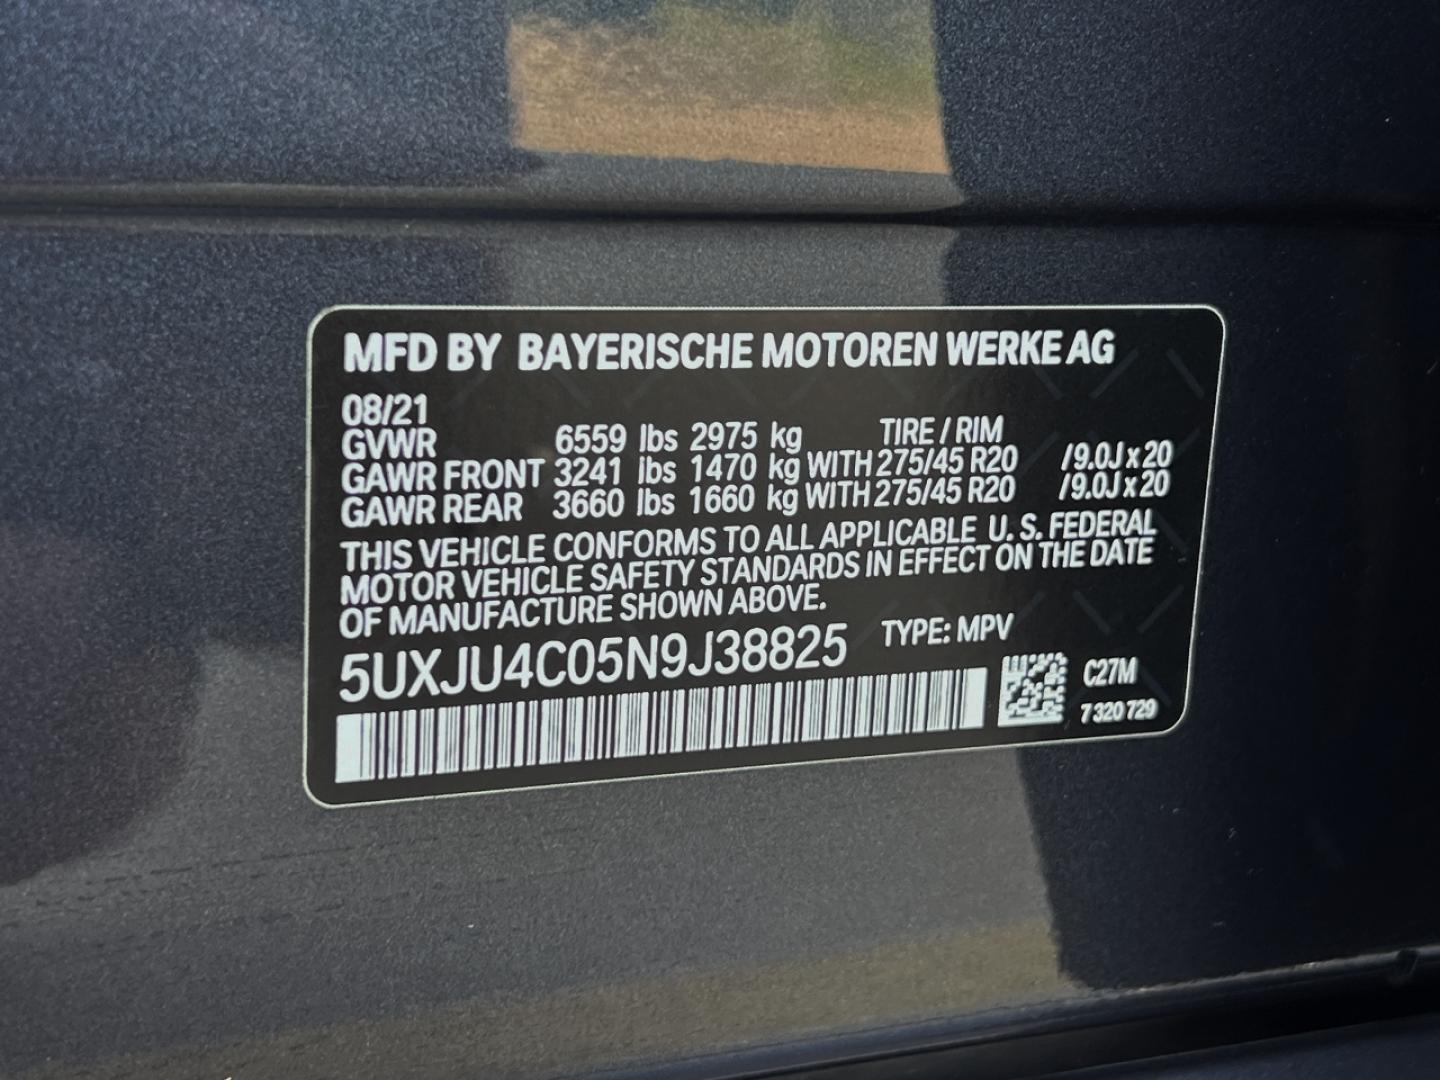 MFD BY BAYERISCHE MOTOREN WERKE AG
08/21
GVWR 6559 lbs 2975 kg TIRE / RIM
GAWR FRONT 3241 lbs 1470 kg WITH 275/45 R20 /9.0J x 20
GAWR REAR 3660 lbs 1660 kg WITH 275/45 R20 /9.0J x 20
THIS VEHICLE CONFORMS TO ALL APPLICABLE U. S. FEDERAL
MOTOR VEHICLE SAFETY STANDARDS IN EFFECT ON THE DATE
OF MANUFACTURE SHOWN ABOVE.
5UXJU4C05N9J38825 TYPE: MPV
C27M
7 320 729